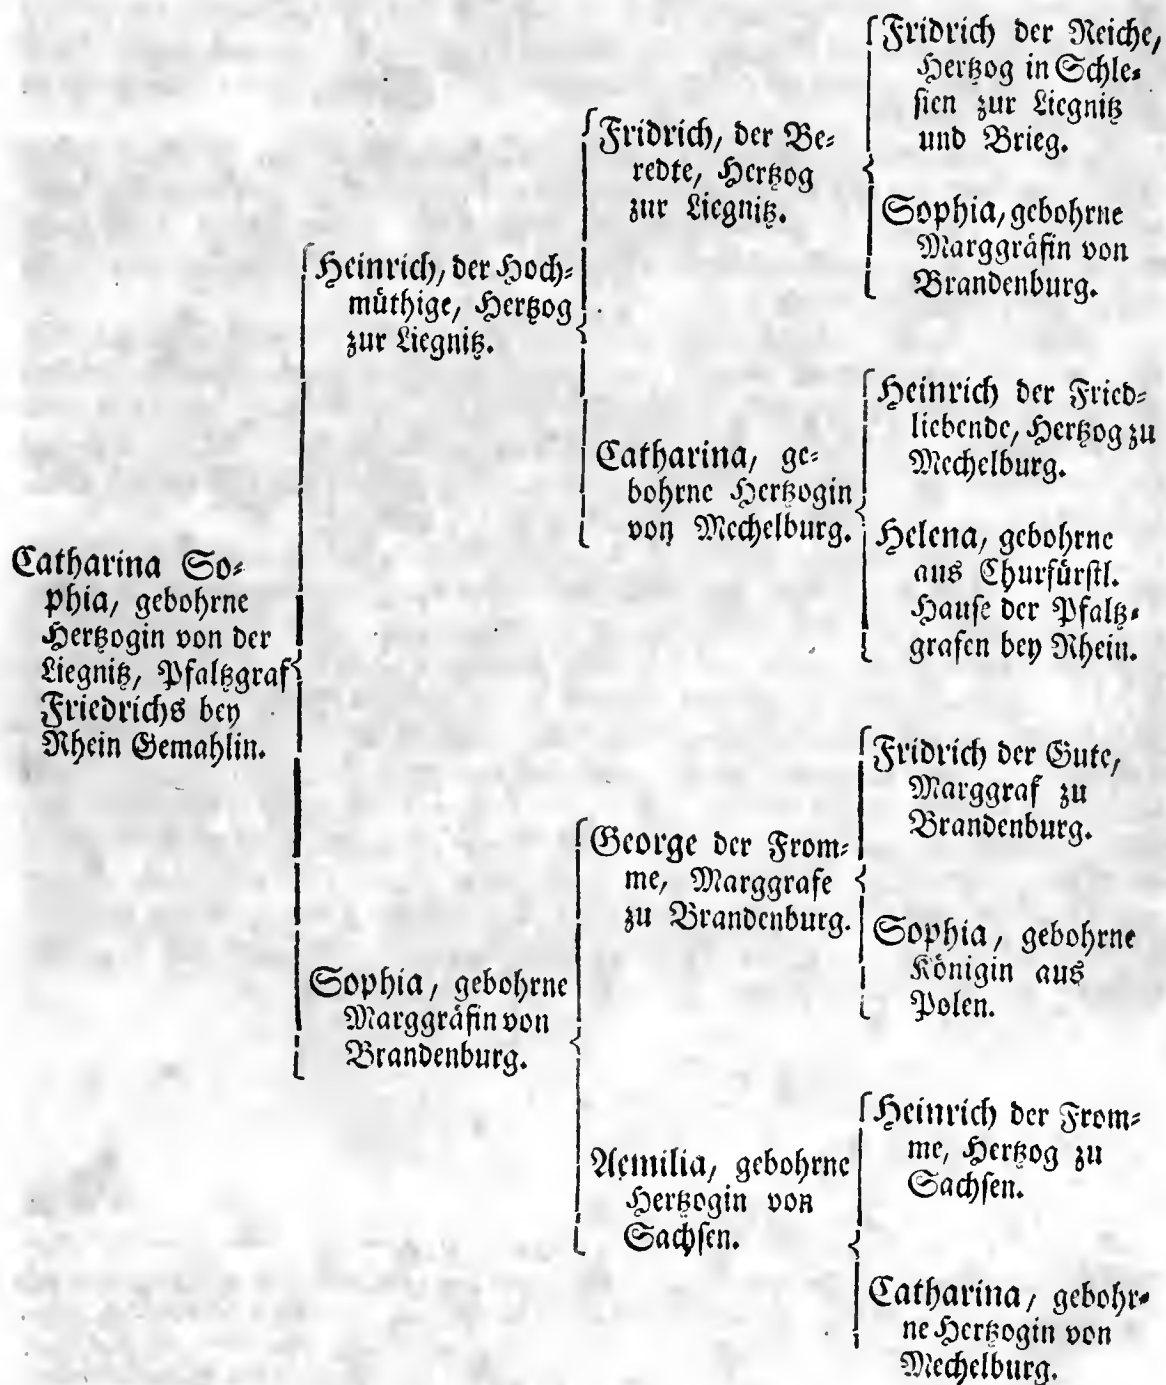 Catharina So-
phia, gebohrne
Hertzogin von der
Liegnitz, Pfaltzgraf
Friedrichs bey
Rhein Gemahlin.
Heinrich, der Hoch-
müthige, Hertzog
zur Liegnitz.
Fridrich, der Be-
redte, Hertzog
zur Liegnitz.
Fridrich der Reiche,
Hertzog in Schle-
sien zur Liegnitz
und Brieg.
Sophia, gebohrne
Marggräfin von
Brandenburg.
Catharina, ge-
bohrne Hertzogin
von Mechelburg.
Heinrich der Fried-
liebende, Hertzog zu
Mechelburg.
Helena, gebohrne
aus Churfürstl.
Hause der Pfaltz-
grafen bey Rhein.
Sophia, gebohrne
Marggräfin von
Brandenburg.
George der From-
me, Marggrafe
zu Brandenburg.
Fridrich der Gute,
Marggraf zu
Brandenburg.
Sophia, gebohrne
Königin aus
Polen.
Aemilia, gebohrne
Hertzogin von
Sachsen.
Heinrich der From-
me, Hertzog zu
Sachsen.
Catharina, gebohr-
ne Hertzogin von
Mechelburg.